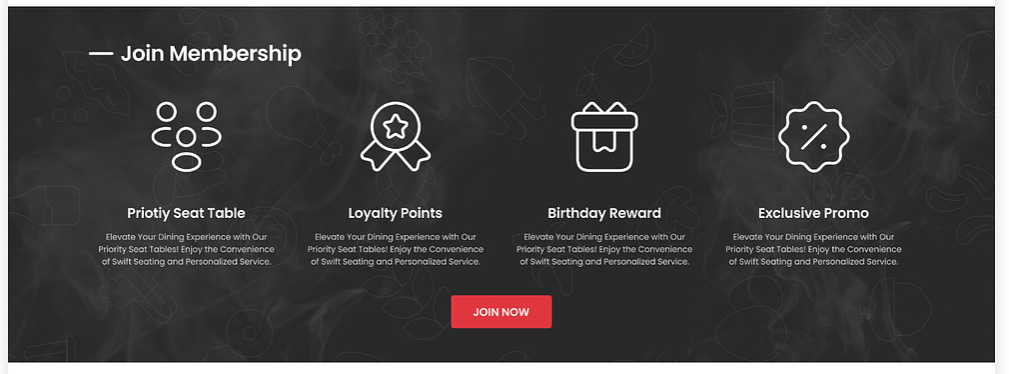 Join Membership
Priotiy Seat Table
Elevate Your Dining Experience with Our
Priority Seat Tables! Enjoy the Convenience
of Swift Seating and Personalized Service.
Loyalty Points
Elevate Your Dining Experience with Our
Priority Seat Tables! Enjoy the Convenience
of Swift Seating and Personalized Service.
Birthday Reward
Elevate Your Dining Experience with Our
Priority Seat Tables! Enjoy the Convenience
of Swift Seating and Personalized Service.
Exclusive Promo
Elevate Your Dining Experience with Our
Priority Seat Tables! Enjoy the Convenience
of Swift Seating and Personalized Service.
JOIN NOW